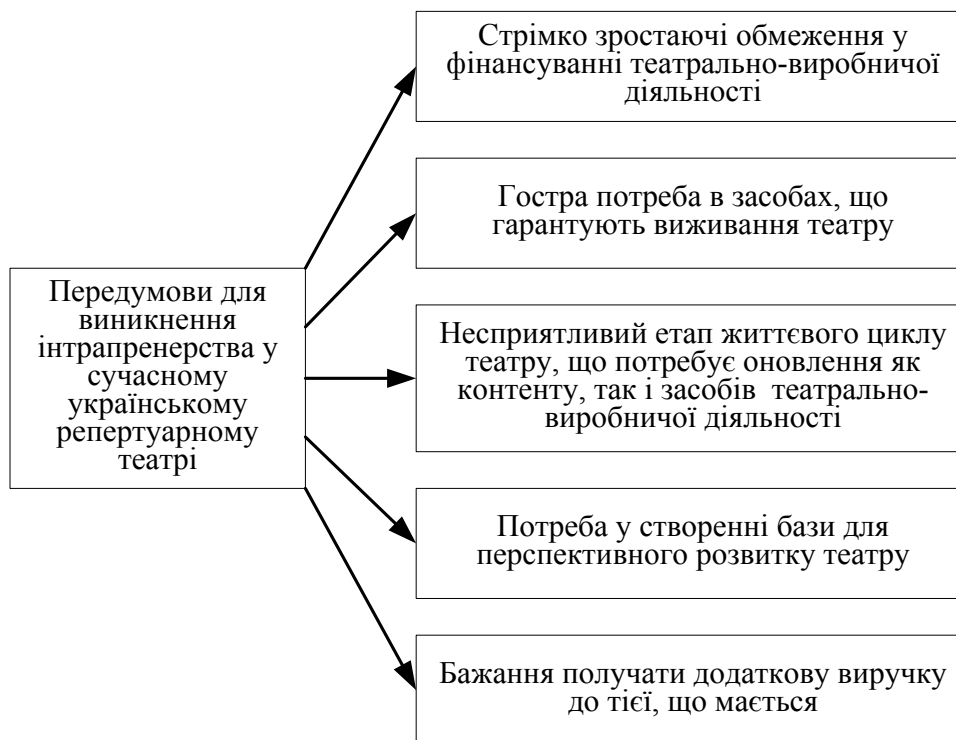 Передумови для
виникнення
інтрапренерства у
сучасному
українському
репертуарному
театрі
Стрімко зростаючі обмеження у
фінансуванні театрально-виробничої
діяльності
Гостра потреба в засобах, що
гарантують виживання театру
Несприятливий етап життєвого циклу
театру, що потребує оновлення як
контенту, так і засобів театрально-
виробничої діяльності
Потреба у створенні бази для
перспективного розвитку театру
Бажання получати додаткову виручку
до тієї, що мається